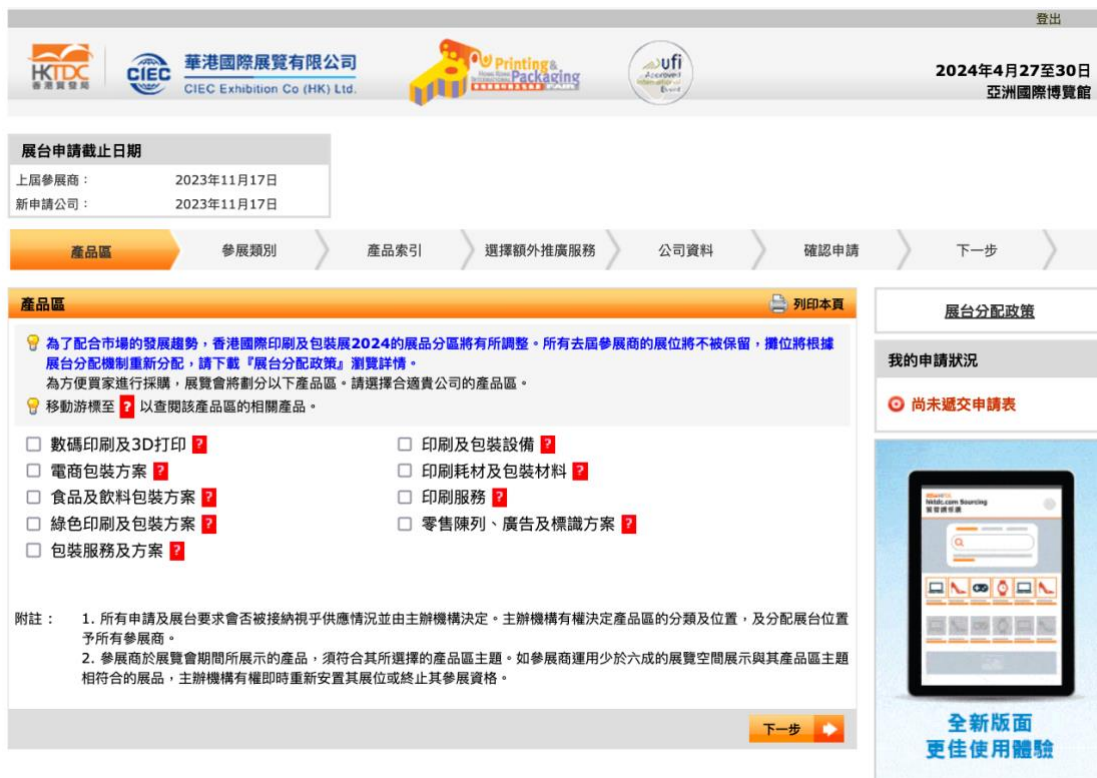 登出
HKTDC
香港貿發局
CIEC
華港國際展覽有限公司
CIEC Exhibition Co (HK) Ltd.
Printing &
HONG KONG INTERNATIONAL Packaging
香港國際印刷及包裝展 FAIR
ufi
Approved
International
Event
2024年4月27至30日
亞洲國際博覽館
展台申請截止日期
上屆參展商： 2023年11月17日
新申請公司： 2023年11月17日
產品區 參展類別 產品索引 選擇額外推廣服務 公司資料 確認申請 下一步
產品區 列印本頁
為了配合市場的發展趨勢，香港國際印刷及包裝展2024的展品分區將有所調整。所有去屆參展商的展位將不被保留，攤位將根據
展台分配機制重新分配，請下載『展台分配政策』瀏覽詳情。
為方便買家進行採購，展覽會將劃分以下產品區。請選擇合適貴公司的產品區。
移動游標至 ? 以查閱該產品區的相關產品。
數碼印刷及3D打印 ?
電商包裝方案 ?
食品及飲料包裝方案 ?
綠色印刷及包裝方案 ?
包裝服務及方案 ?
印刷及包裝設備 ?
印刷耗材及包裝材料 ?
印刷服務 ?
零售陳列、廣告及標識方案 ?
附註： 1. 所有申請及展台要求會否被接納視乎供應情況並由主辦機構決定。主辦機構有權決定產品區的分類及位置，及分配展台位置
予所有參展商。
2. 參展商於展覽會期間所展示的產品，須符合其所選擇的產品區主題。如參展商運用少於六成的展覽空間展示與其產品區主題
相符合的展品，主辦機構有權即時重新安置其展位或終止其參展資格。
下一步
展台分配政策
我的申請狀況
尚未遞交申請表
hktdc.com Sourcing
貿發網採購
全新版面
更佳使用體驗